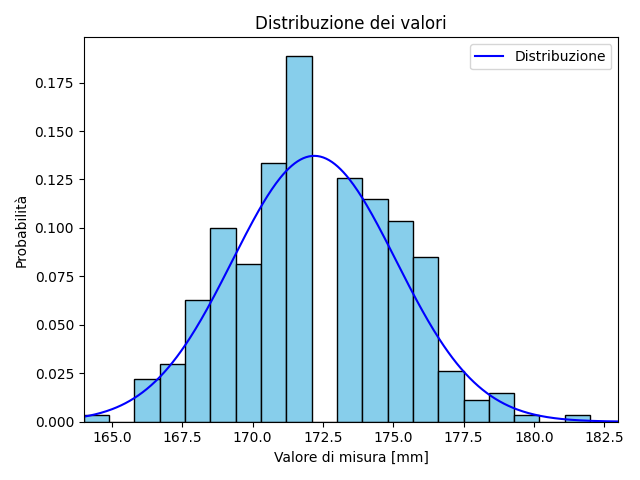 Distribuzione dei valori
Distribuzione
Probabilità
0.175
0.150
0.125
0.100
0.075
0.050
0.025
0.000
165.0 167.5 170.0 172.5 175.0 177.5 180.0 182.5
Valore di misura [mm]